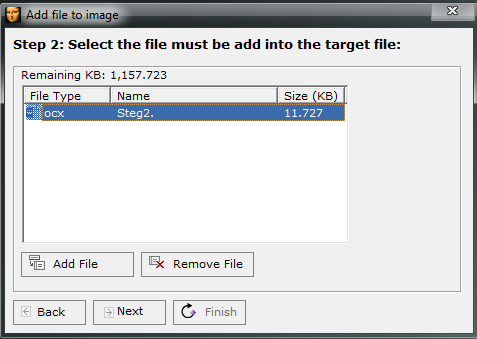 Add file to image
Step 2: Select the file must be add into the target file:
Remaining KB: 1,157.723
File Type Name Size (KB)
ocx Steg2. 11.727
Add File Remove File
Back Next Finish